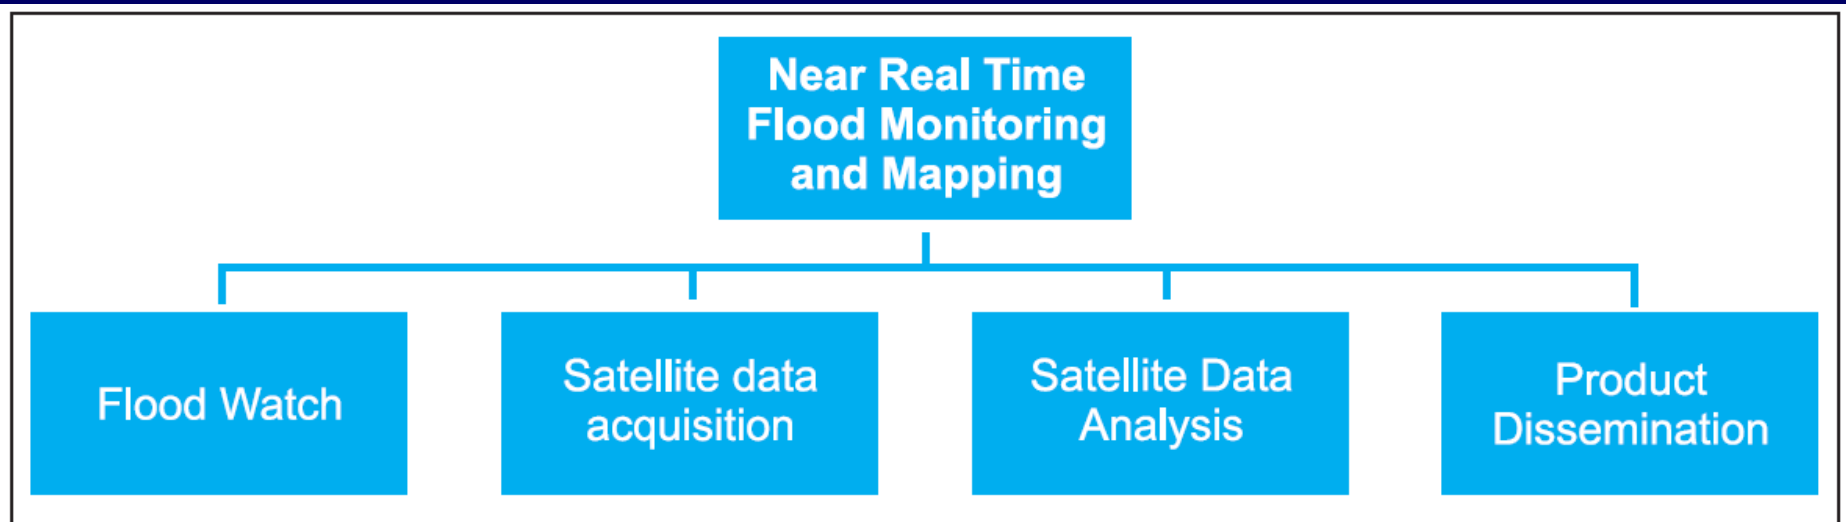 Near Real Time
Flood Monitoring
and Mapping
Flood Watch
Satellite data
acquisition
Satellite Data
Analysis
Product
Dissemination